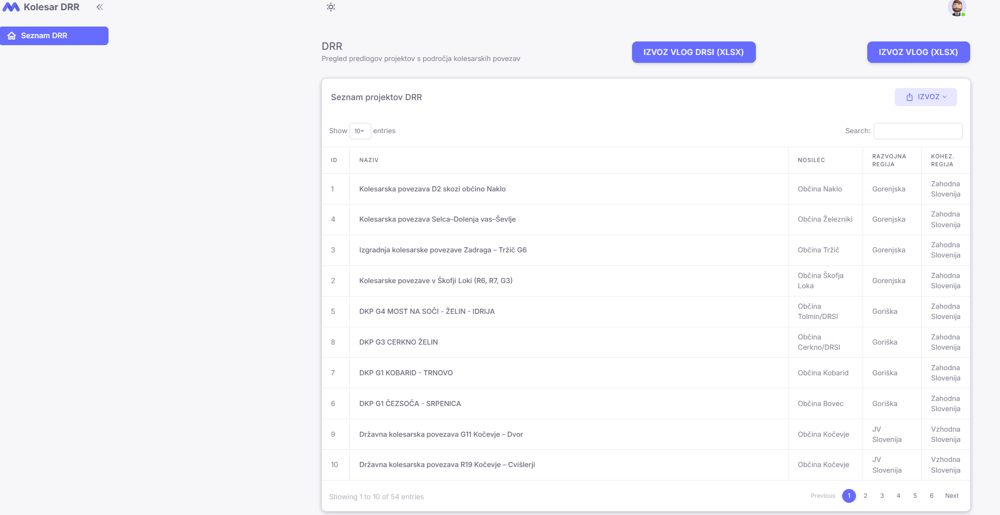 Kolesar DRR
Seznam DRR
DRR
Pregled predlogov projektov s področja kolesarskih povezav
IZVOZ VLOG DRSI (XLSX)
IZVOZ VLOG (XLSX)
Seznam projektov DRR
IZVOZ
Show 10 entries
Search:
ID NAZIV NOSILEC RAZVOJNA REGIJA KOHEZ. REGIJA
1 Kolesarska povezava D2 skozi občino Naklo Občina Naklo Gorenjska Zahodna Slovenija
4 Kolesarska povezava Selca–Dolenja vas–Ševlje Občina Železniki Gorenjska Zahodna Slovenija
3 Izgradnja kolesarske povezave Zadraga – Tržič G6 Občina Tržič Gorenjska Zahodna Slovenija
2 Kolesarske povezave v Škofji Loki (R6, R7, G3) Občina Škofja Loka Gorenjska Zahodna Slovenija
5 DKP G4 MOST NA SOČI - ŽELIN - IDRIJA Občina Tolmin/DRSI Goriška Zahodna Slovenija
8 DKP G3 CERKNO ŽELIN Občina Cerkno/DRSI Goriška Zahodna Slovenija
7 DKP G1 KOBARID - TRNOVO Občina Kobarid Goriška Zahodna Slovenija
6 DKP G1 ČEZSOČA - SRPENICA Občina Bovec Goriška Zahodna Slovenija
9 Državna kolesarska povezava G11 Kočevje – Dvor Občina Kočevje JV Slovenija Vzhodna Slovenija
10 Državna kolesarska povezava R19 Kočevje – Cvišlerji Občina Kočevje JV Slovenija Vzhodna Slovenija
Showing 1 to 10 of 54 entries
Previous 1 2 3 4 5 6 Next